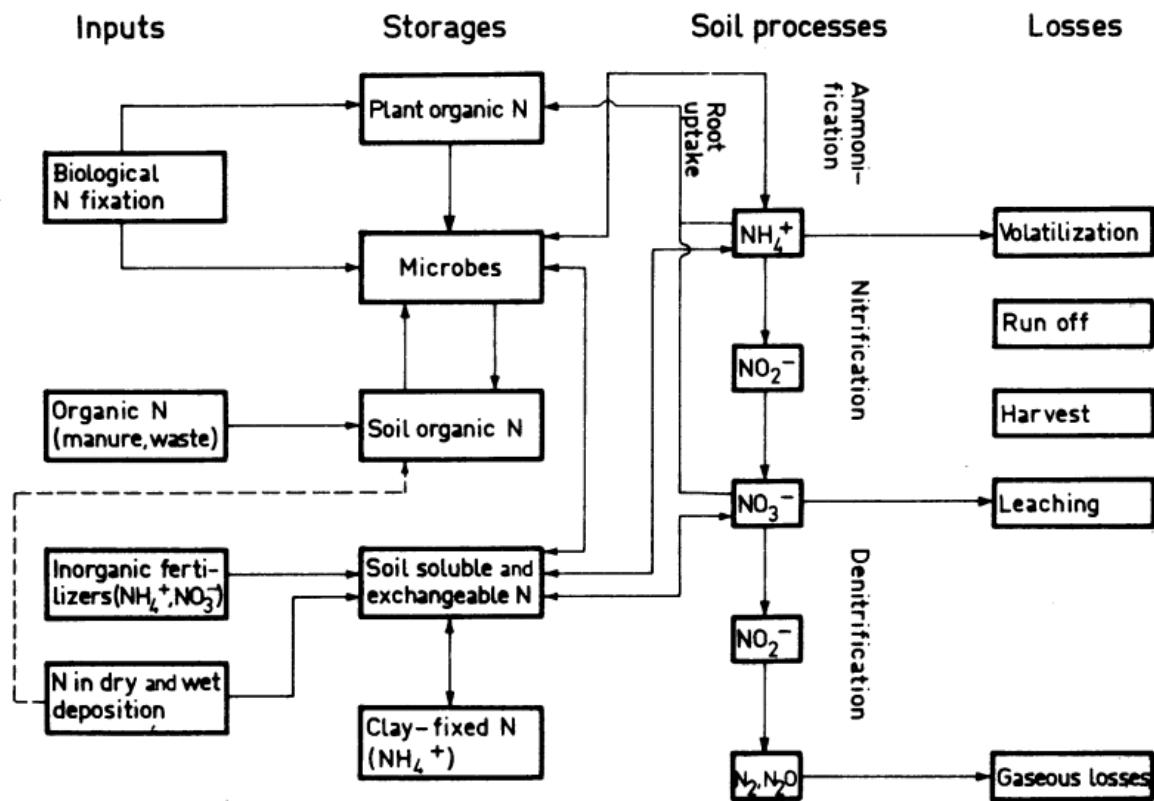 Inputs
Storages
Soil processes
Losses
Plant organic N
Root
uptake
Ammoni-
fication
Biological
N fixation
NH₄⁺
Volatilization
Microbes
Run off
Nitrification
NO₂⁻
Organic N
(manure,waste)
Soil organic N
Harvest
NO₃⁻
Leaching
Inorganic ferti-
lizers(NH₄⁺,NO₃⁻)
Soil soluble and
exchangeable N
Denitrification
NO₂⁻
N in dry and wet
deposition
Clay-fixed N
(NH₄⁺)
N₂,N₂O
Gaseous losses